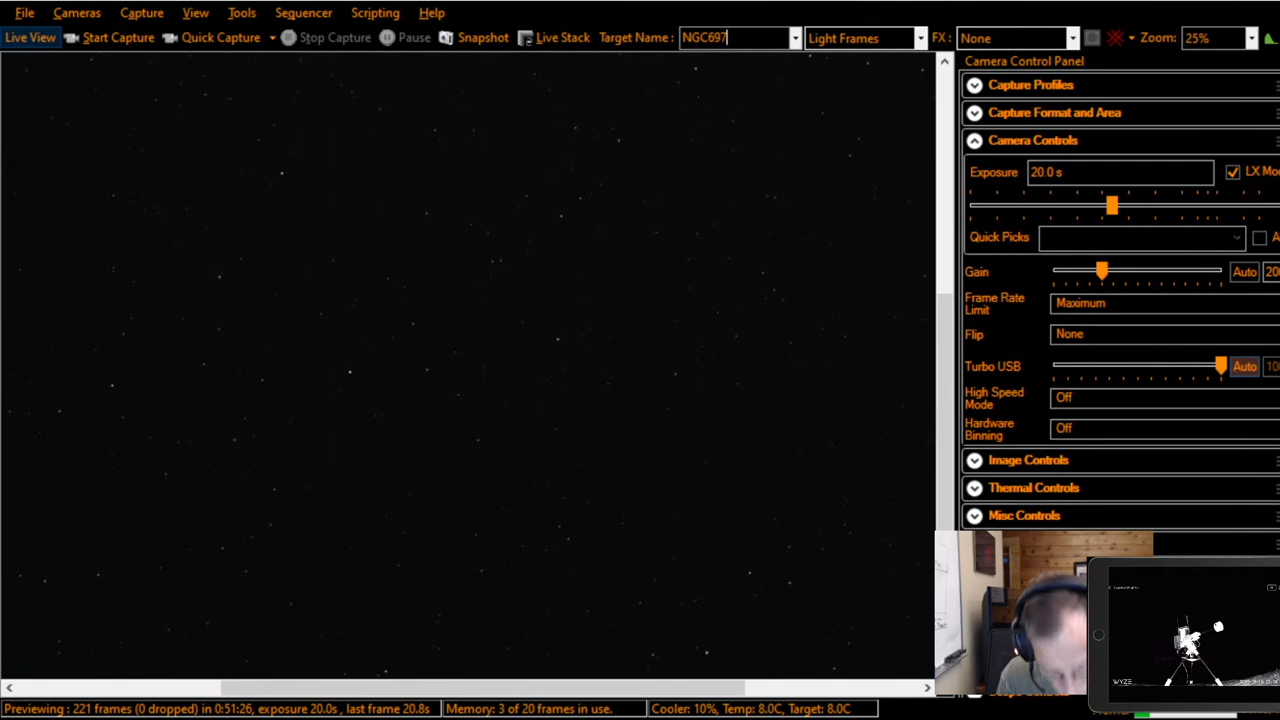 File Cameras Capture View Tools Sequencer Scripting Help
Live View Start Capture Quick Capture Stop Capture Pause Snapshot Live Stack Target Name : NGC697 Light Frames FX : None Zoom: 25%
Camera Control Panel
Capture Profiles
Capture Format and Area
Camera Controls
Exposure 20.0 s LX Mo
Quick Picks A
Gain Auto 20
Frame Rate Limit Maximum
Flip None
Turbo USB Auto 10
High Speed Mode Off
Hardware Binning Off
Image Controls
Thermal Controls
Misc Controls
WYZE
Previewing : 221 frames (0 dropped) in 0:51:26, exposure 20.0s , last frame 20.8s Memory: 3 of 20 frames in use. Cooler: 10%, Temp: 8.0C, Target: 8.0C